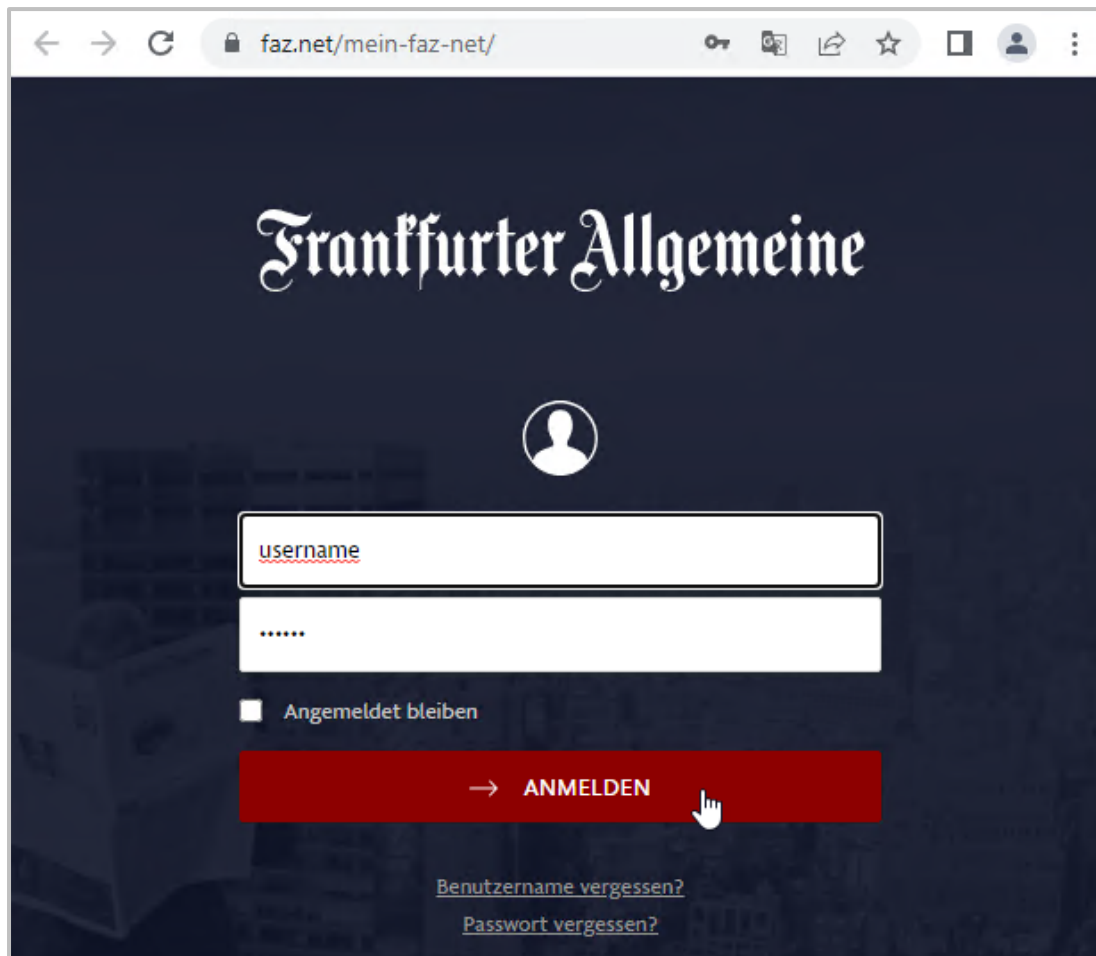 faz.net/mein-faz-net/
Frankfurter Allgemeine
username
••••••
Angemeldet bleiben
→ ANMELDEN
Benutzername vergessen?
Passwort vergessen?